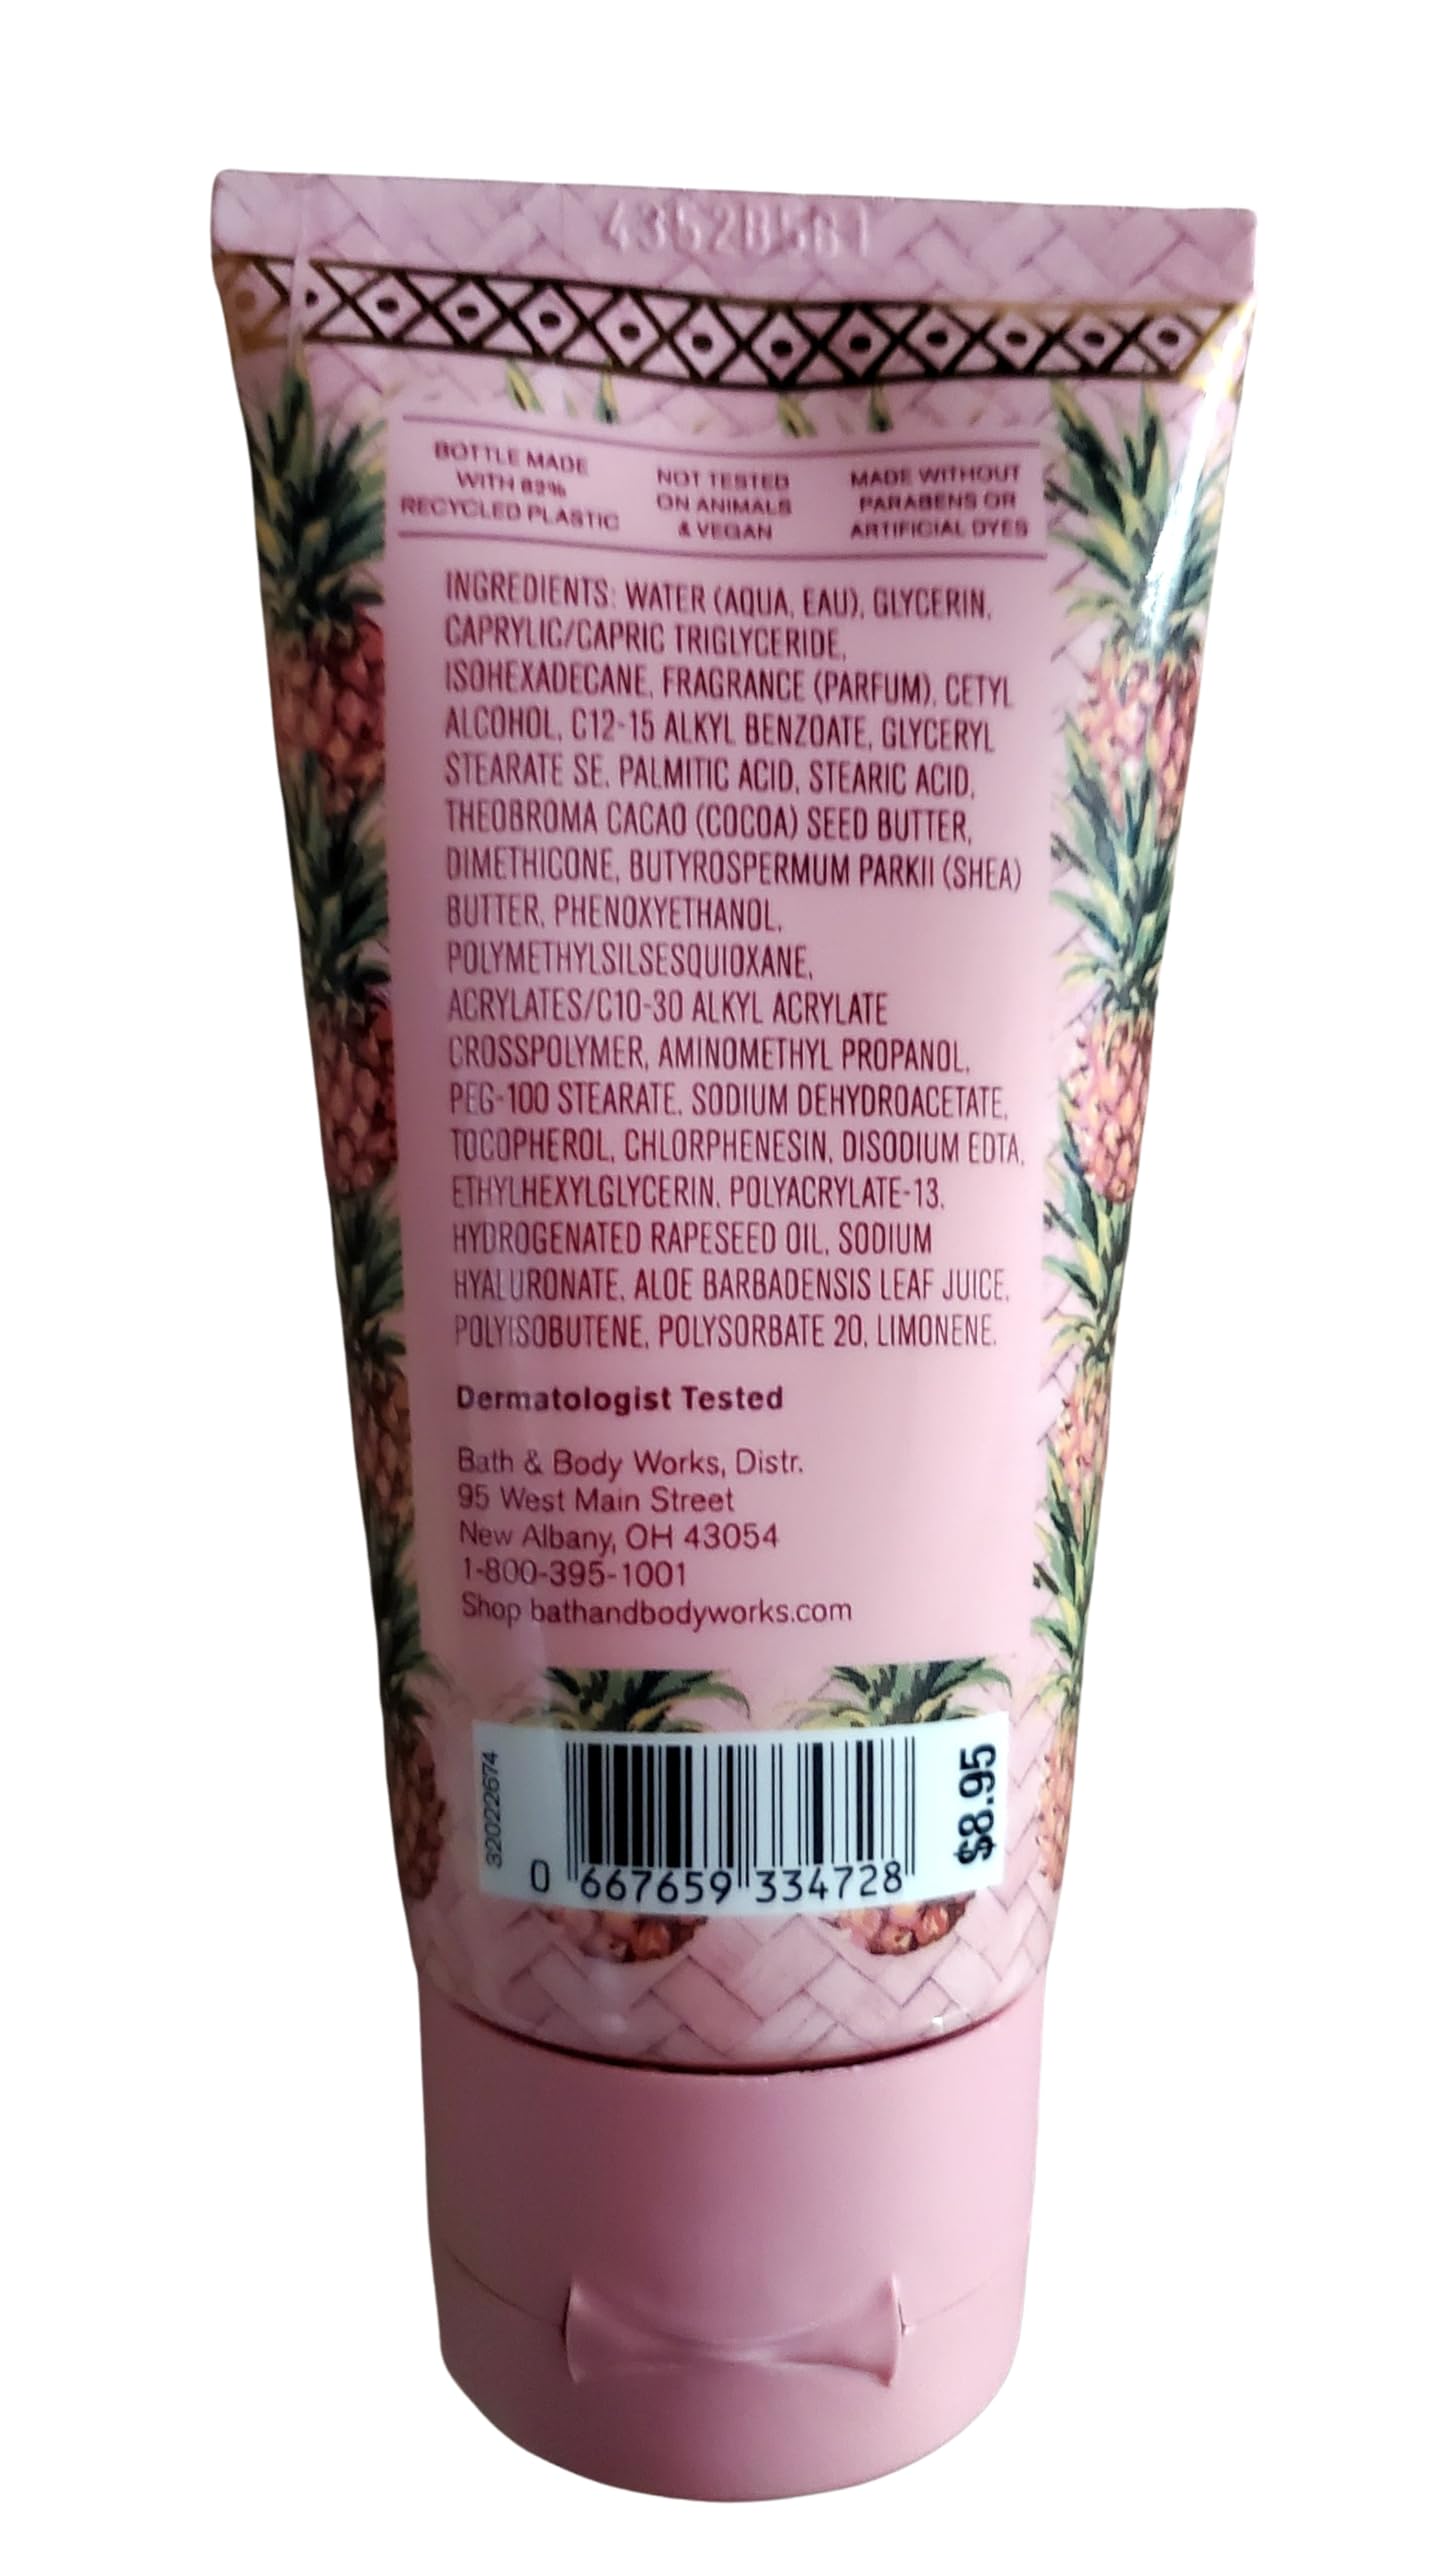 BOTTLE MADE
WITH
RECYCLED PLASTIC
NOT TESTED
ON ANIMALS
& VEGAN
MADE WITHOUT
PARABENS OR
ARTIFICIAL DYES
INGREDIENTS: WATER (AQUA, EAU), GLYCERIN,
CAPRYLIC/CAPRIC TRIGLYCERIDE,
ISOHEXADECANE, FRAGRANCE (PARFUM), CETYL
ALCOHOL, C12-15 ALKYL BENZOATE, GLYCERYL
STEARATE SE, PALMITIC ACID, STEARIC ACID,
THEOBROMA CACAO (COCOA) SEED BUTTER,
DIMETHICONE, BUTYROSPERMUM PARKII (SHEA)
BUTTER, PHENOXYETHANOL,
POLYMETHYLSILSESQUIOXANE,
ACRYLATES/C10-30 ALKYL ACRYLATE
CROSSPOLYMER, AMINOMETHYL PROPANOL,
PEG-100 STEARATE, SODIUM DEHYDROACETATE,
TOCOPHEROL, CHLORPHENESIN, DISODIUM EDTA,
ETHYLHEXYLGLYCERIN, POLYACRYLATE-13,
HYDROGENATED RAPESEED OIL, SODIUM
HYALURONATE, ALOE BARBADENSIS LEAF JUICE,
POLYISOBUTENE, POLYSORBATE 20, LIMONENE.
Dermatologist Tested
Bath & Body Works, Distr.
95 West Main Street
New Albany, OH 43054
1-800-395-1001
Shop bathandbodyworks.com
32022674
0 667659 334728
$8.95